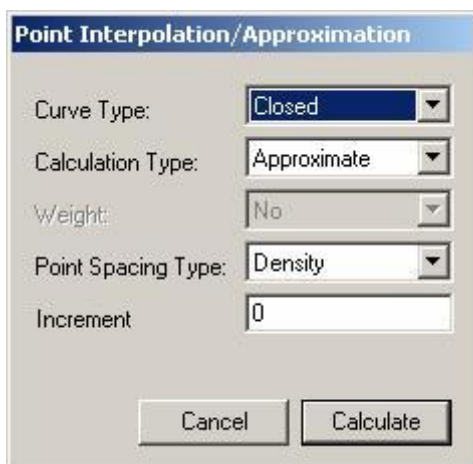 Point Interpolation/Approximation
Curve Type: Closed
Calculation Type: Approximate
Weight: No
Point Spacing Type: Density
Increment 0
Cancel Calculate